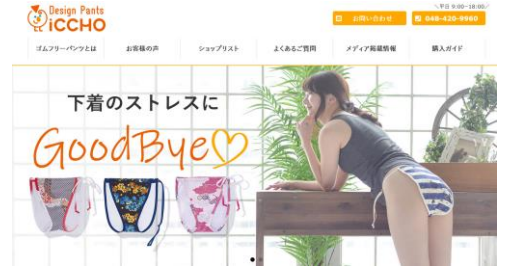 Design Pants
iCCHO
＼平日 9:00-18:00／
お問い合わせ
048-420-9960
ゴムフリーパンツとは
お客様の声
ショップリスト
よくあるご質問
メディア掲載情報
購入ガイド
下着のストレスに
GoodBye